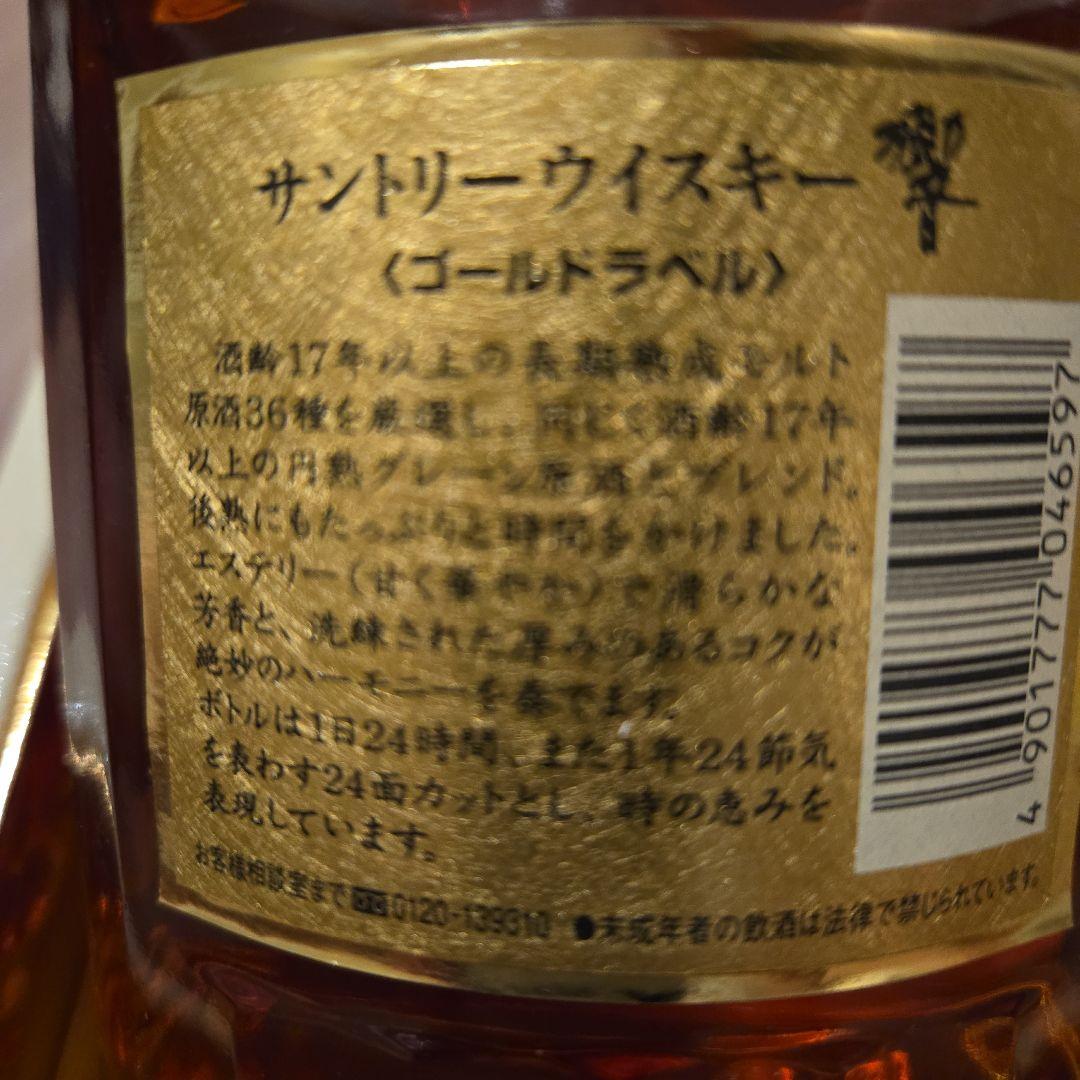 サントリーウイスキー 響
〈ゴールドラベル〉
酒齢17年以上の長期熟成モルト
原酒36種を厳選し、同じく酒齢17年
以上の円熟グレーン原酒とブレンド。
後熟にもたっぷりと時間をかけました。
エステリー(甘く華やか)で滑らかな
芳香と、洗練された厚みのあるコクが
絶妙のハーモニーを奏でます。
ボトルは1日24時間、また1年24節気
を表わす24面カットとし、時の恵みを
表現しています。
お客様相談室まで 0120-139310 ●未成年者の飲酒は法律で禁じられています。
4901777046597